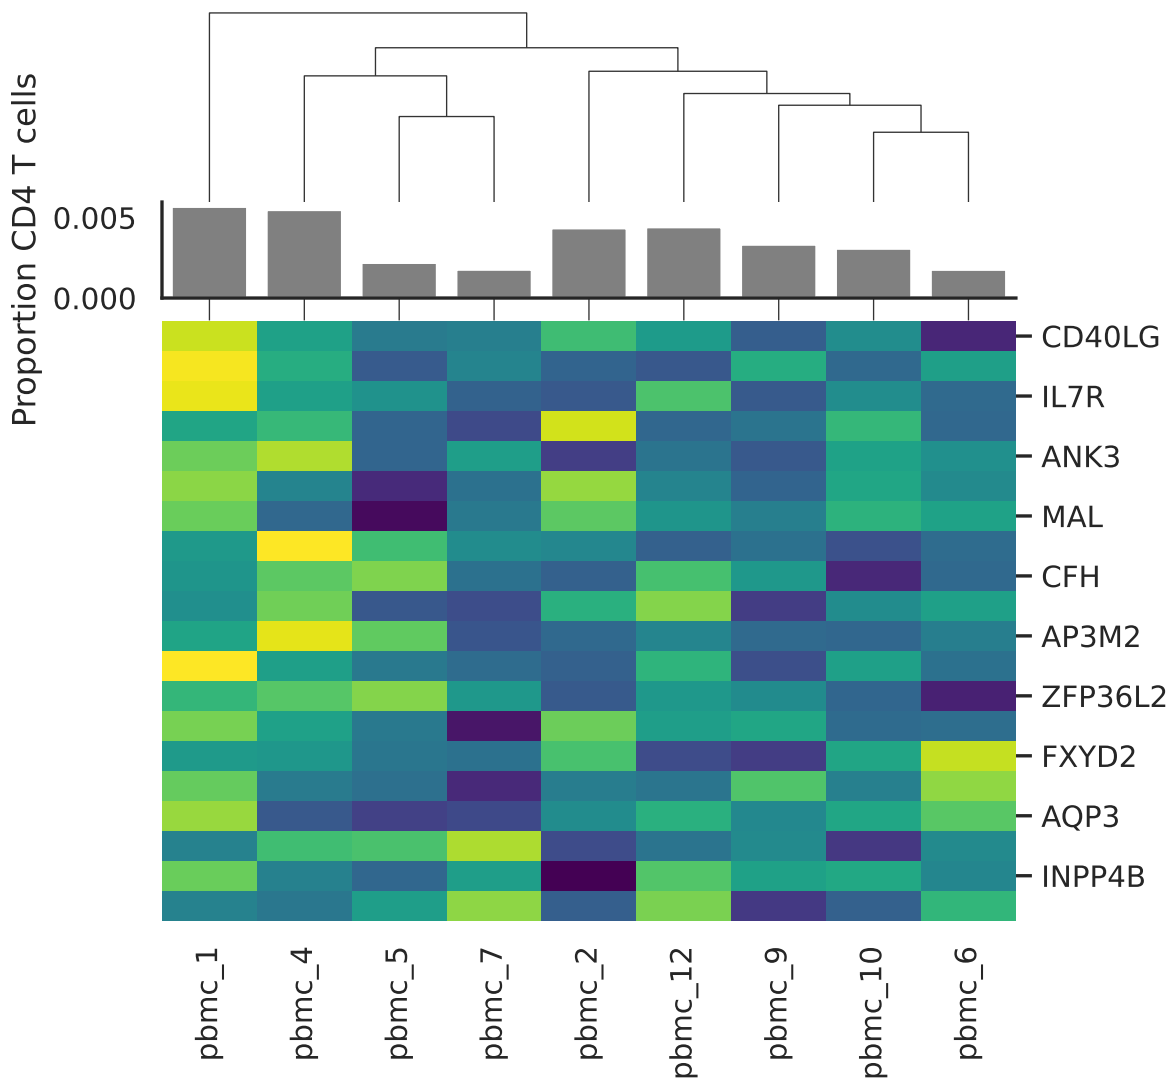 Proportion CD4 T cells
0.005
0.000
CD40LG
IL7R
ANK3
MAL
CFH
AP3M2
ZFP36L2
FXYD2
AQP3
INPP4B
pbmc_1
pbmc_4
pbmc_5
pbmc_7
pbmc_2
pbmc_12
pbmc_9
pbmc_10
pbmc_6